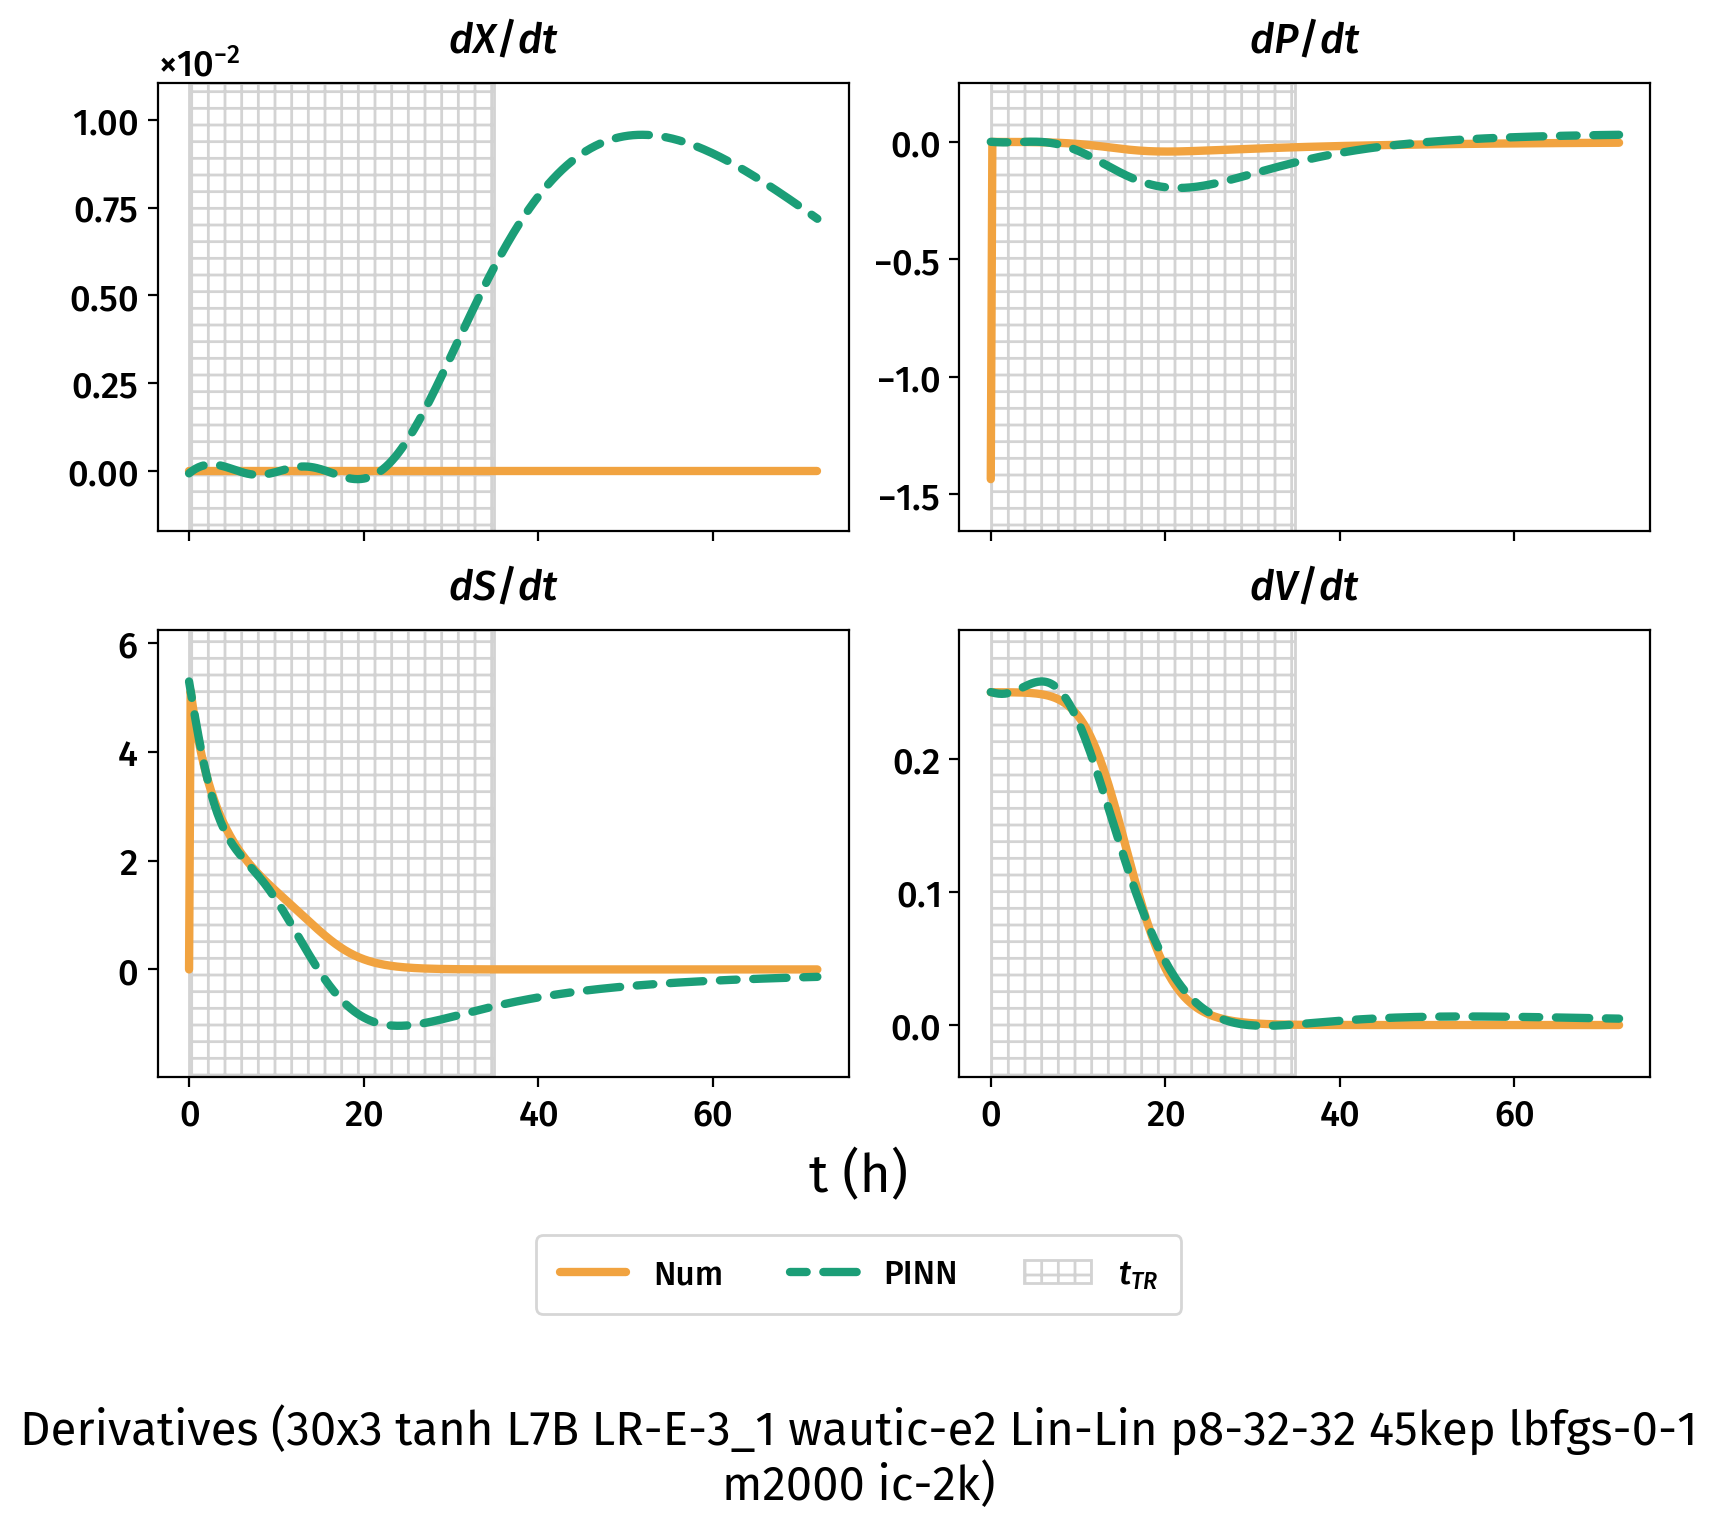 dX/dt
×10⁻²
1.00
0.75
0.50
0.25
0.00
dP/dt
0.0
−0.5
−1.0
−1.5
dS/dt
6
4
2
0
0 20 40 60
dV/dt
0.2
0.1
0.0
0 20 40 60
t (h)
Num PINN t_TR
Derivatives (30x3 tanh L7B LR-E-3_1 wautic-e2 Lin-Lin p8-32-32 45kep lbfgs-0-1
m2000 ic-2k)